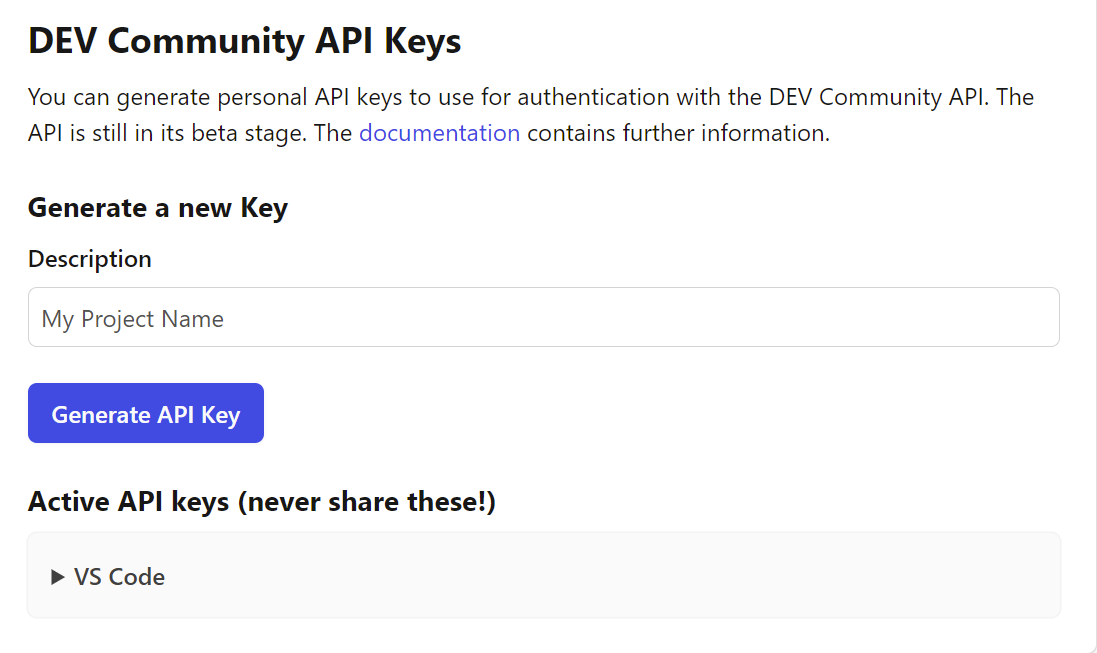 DEV Community API Keys
You can generate personal API keys to use for authentication with the DEV Community API. The
API is still in its beta stage. The documentation contains further information.
Generate a new Key
Description
My Project Name
Generate API Key
Active API keys (never share these!)
VS Code